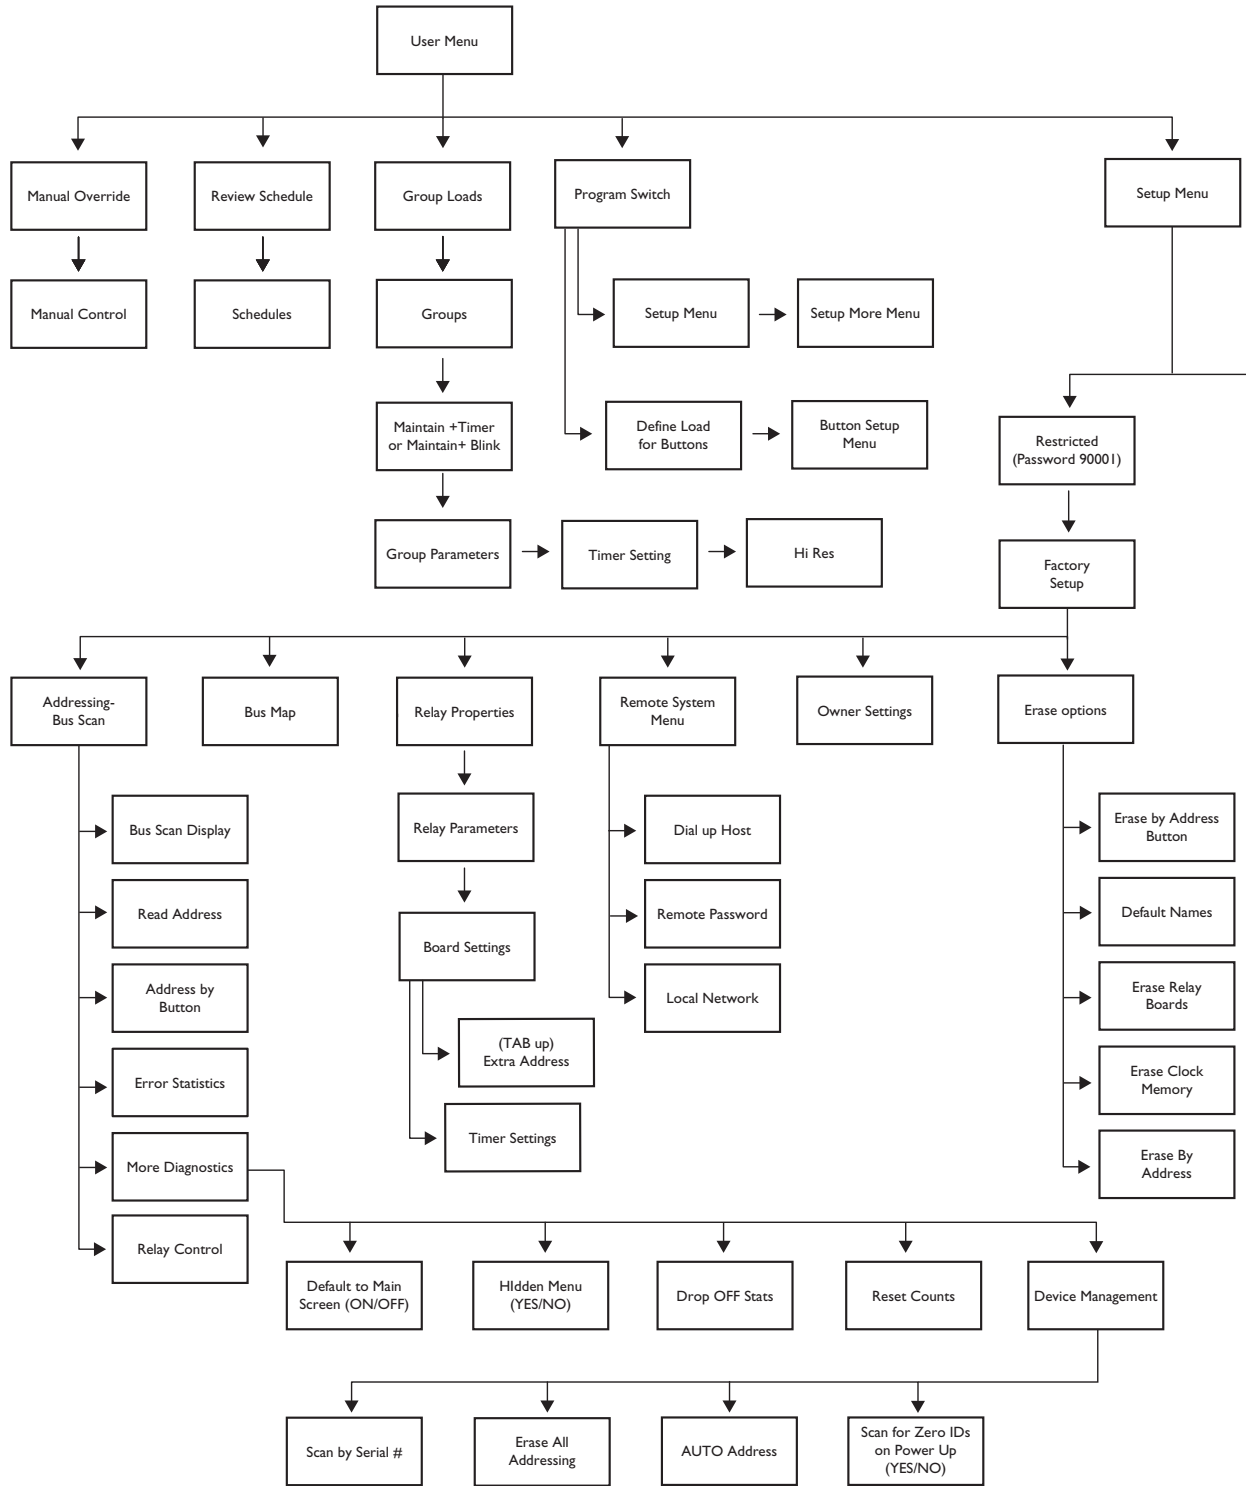 User Menu
Manual Override
Review Schedule
Group Loads
Program Switch
Setup Menu
Manual Control
Schedules
Groups
Setup Menu
Setup More Menu
Maintain +Timer
or Maintain+ Blink
Define Load
for Buttons
Button Setup
Menu
Restricted
(Password 90001)
Group Parameters
Timer Setting
Hi Res
Factory
Setup
Addressing-
Bus Scan
Bus Map
Relay Properties
Remote System
Menu
Owner Settings
Erase options
Bus Scan Display
Relay Parameters
Dial up Host
Erase by Address
Button
Read Address
Board Settings
Remote Password
Default Names
Address by
Button
Local Network
Erase Relay
Boards
(TAB up)
Extra Address
Error Statistics
Erase Clock
Memory
Timer Settings
More Diagnostics
Erase By
Address
Relay Control
Default to Main
Screen (ON/OFF)
HIdden Menu
(YES/NO)
Drop OFF Stats
Reset Counts
Device Management
Scan by Serial #
Erase All
Addressing
AUTO Address
Scan for Zero IDs
on Power Up
(YES/NO)